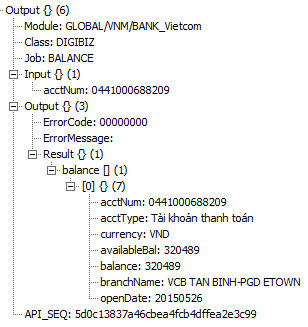 Output {} (6)
Module: GLOBAL/VNM/BANK_Vietcom
Class: DIGIBIZ
Job: BALANCE
Input {} (1)
acctNum: 0441000688209
Output {} (3)
ErrorCode: 00000000
ErrorMessage:
Result {} (1)
balance [] (1)
[0] {} (7)
acctNum: 0441000688209
acctType: Tài khoản thanh toán
currency: VND
availableBal: 320489
balance: 320489
branchName: VCB TAN BINH-PGD ETOWN
openDate: 20150526
API_SEQ: 5d0c13837a46cbea4fcb4dffea2e3c99